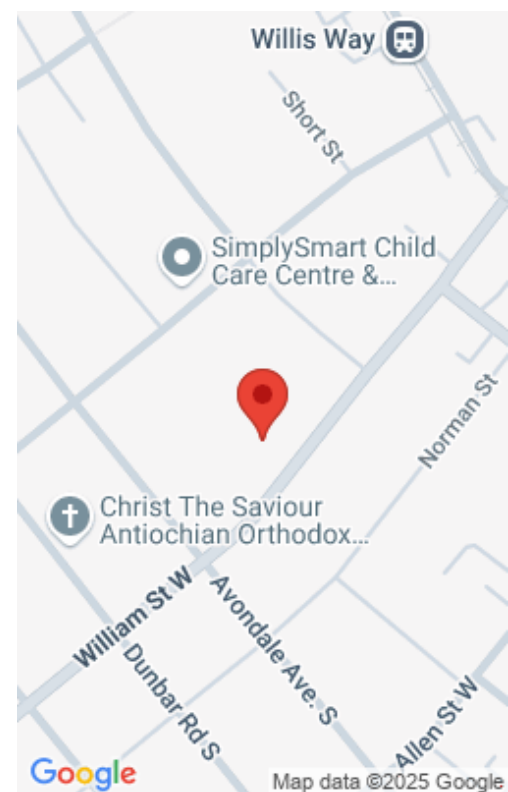 Willis Way
Short St
SimplySmart Child
Care Centre &...
Norman St
Christ The Saviour
Antiochian Orthodox...
William St W
Avondale Ave. S
Dunbar Rd S
Allen St W
Google
Map data ©2025 Google